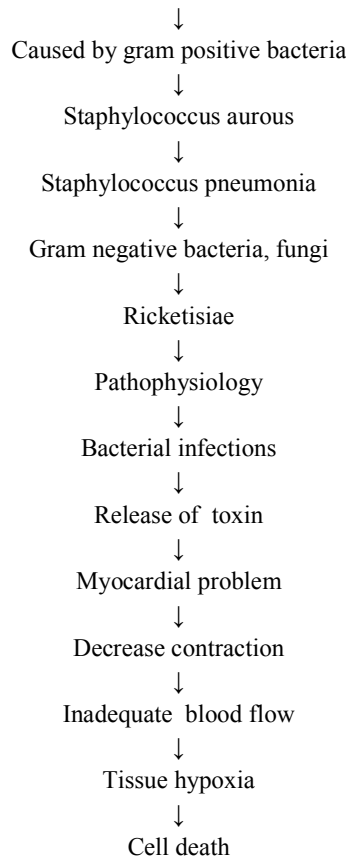 ↓
Caused by gram positive bacteria
↓
Staphylococcus aurous
↓
Staphylococcus pneumonia
↓
Gram negative bacteria, fungi
↓
Ricketisiae
↓
Pathophysiology
↓
Bacterial infections
↓
Release of toxin
↓
Myocardial problem
↓
Decrease contraction
↓
Inadequate blood flow
↓
Tissue hypoxia
↓
Cell death